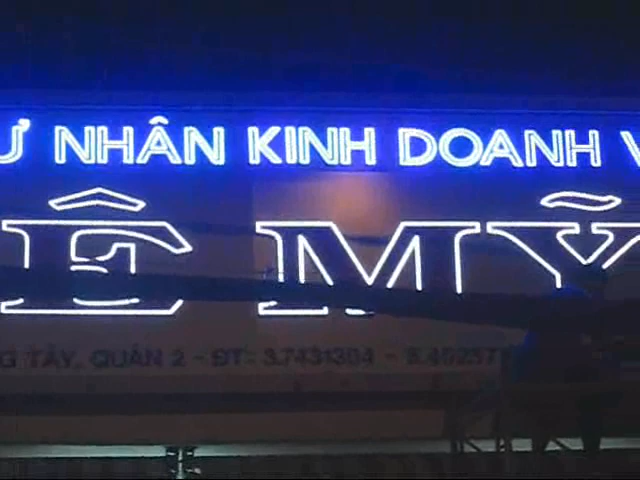 Ư NHÂN KINH DOANH V
Ê MỸ
G TÂY, QUẬN 2 - ĐT: 3.7431304 -